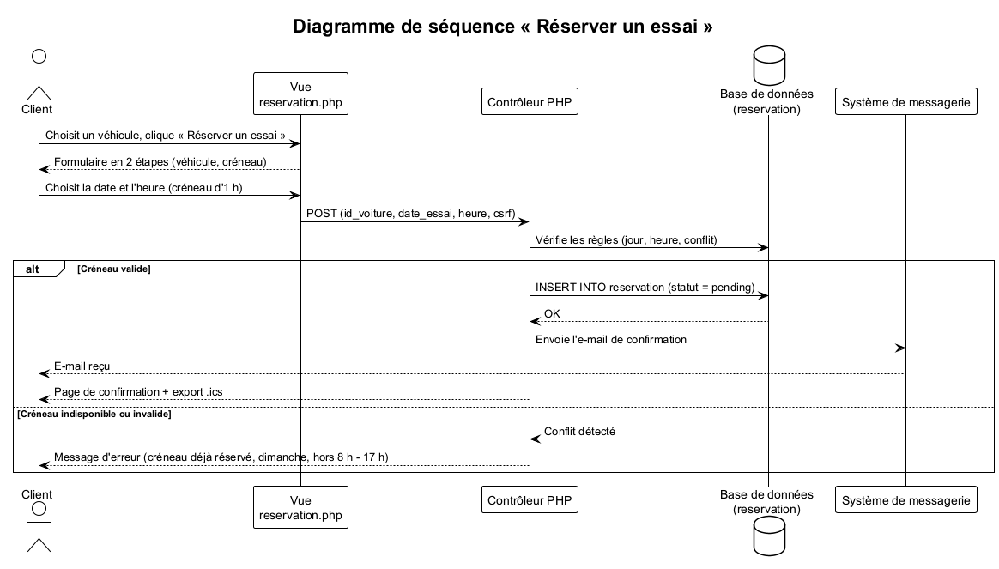 Diagramme de séquence « Réserver un essai »
Client
Vue
reservation.php
Contrôleur PHP
Base de données
(reservation)
Système de messagerie
Choisit un véhicule, clique « Réserver un essai »
Formulaire en 2 étapes (véhicule, créneau)
Choisit la date et l'heure (créneau d'1 h)
POST (id_voiture, date_essai, heure, csrf)
Vérifie les règles (jour, heure, conflit)
alt [Créneau valide]
INSERT INTO reservation (statut = pending)
OK
Envoie l'e-mail de confirmation
E-mail reçu
Page de confirmation + export .ics
[Créneau indisponible ou invalide]
Conflit détecté
Message d'erreur (créneau déjà réservé, dimanche, hors 8 h - 17 h)
Client
Vue
reservation.php
Contrôleur PHP
Base de données
(reservation)
Système de messagerie